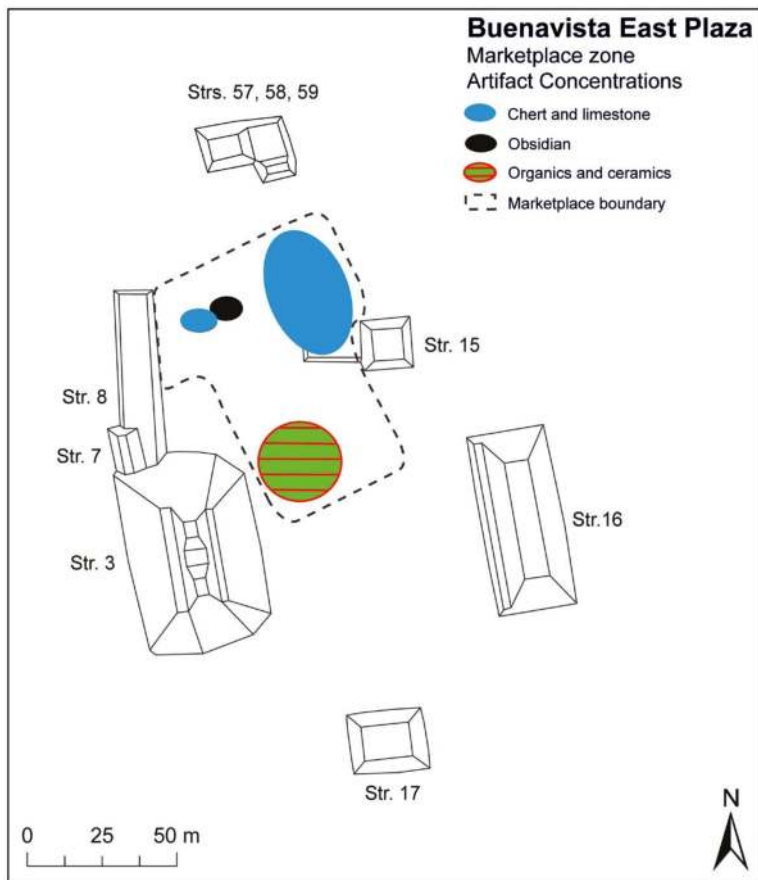 Buenavista East Plaza
Marketplace zone
Artifact Concentrations
Chert and limestone
Obsidian
Organics and ceramics
Marketplace boundary
Strs. 57, 58, 59
Str. 15
Str. 8
Str. 7
Str. 3
Str.16
Str. 17
N
0 25 50 m